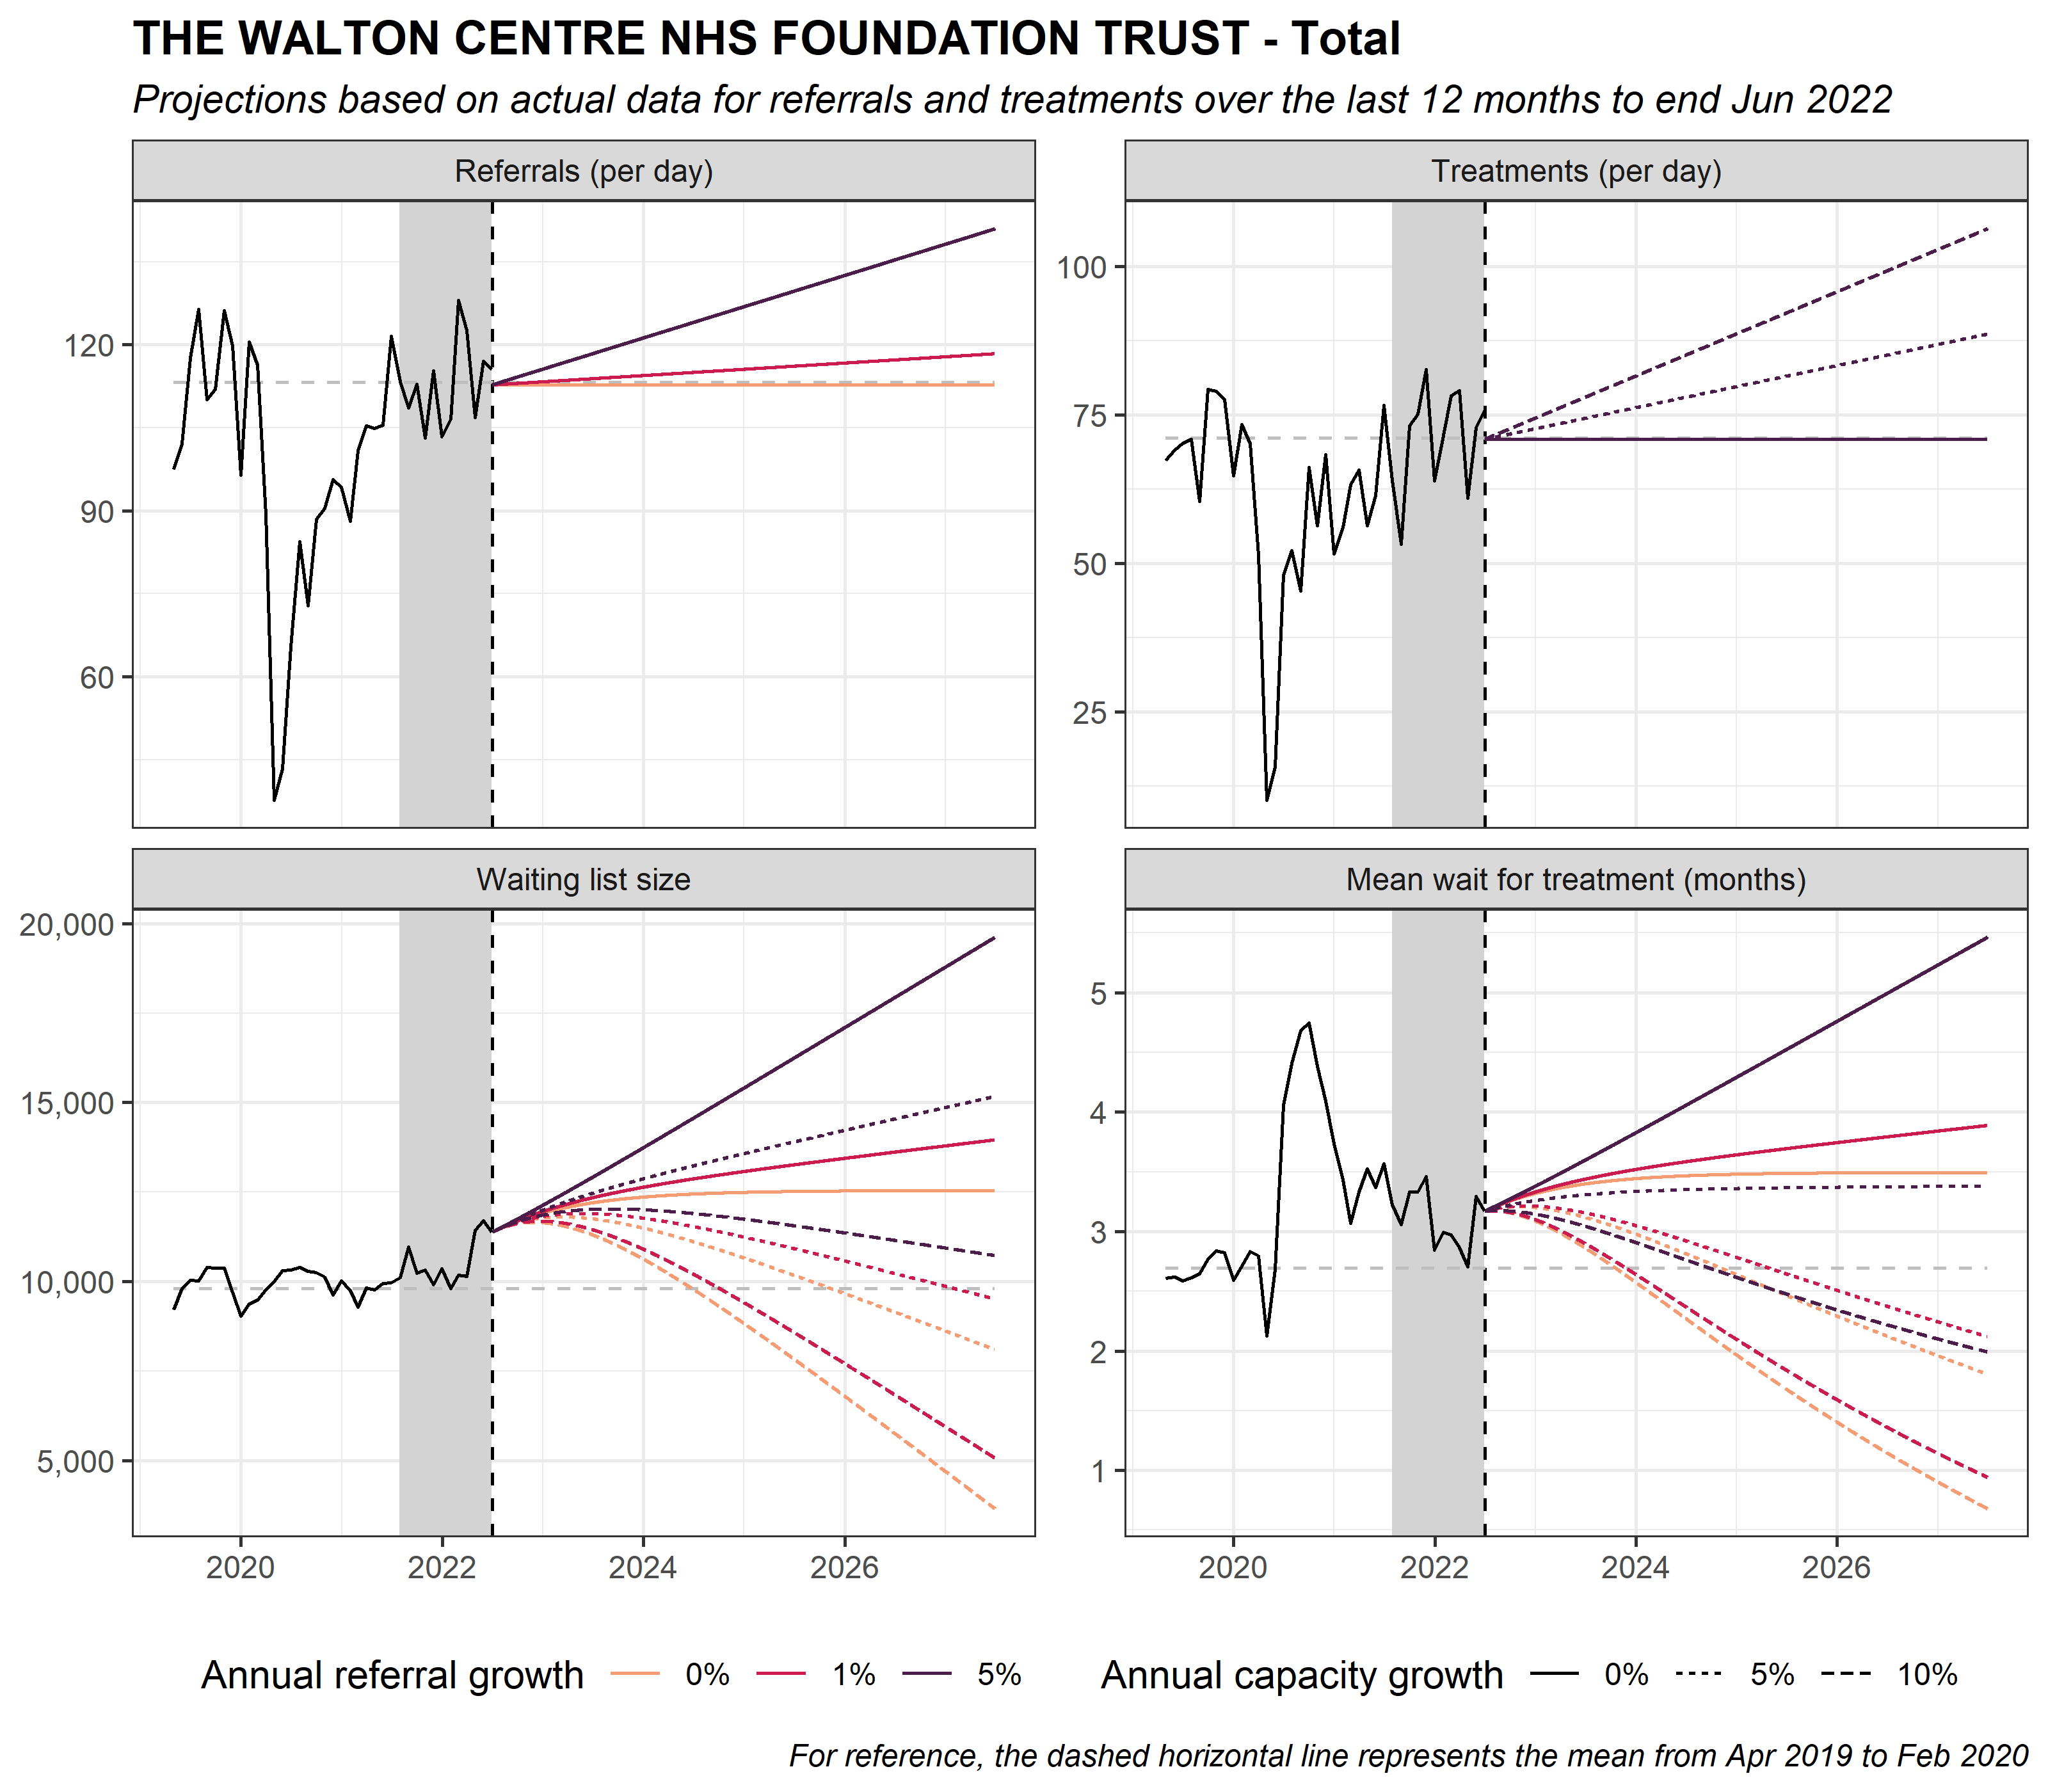 THE WALTON CENTRE NHS FOUNDATION TRUST - Total
Projections based on actual data for referrals and treatments over the last 12 months to end Jun 2022
Referrals (per day)
120
90
60
Treatments (per day)
100
75
50
25
Waiting list size
20,000
15,000
10,000
5,000
2020 2022 2024 2026
Mean wait for treatment (months)
5
4
3
2
1
2020 2022 2024 2026
Annual referral growth 0% 1% 5%
Annual capacity growth 0% 5% 10%
For reference, the dashed horizontal line represents the mean from Apr 2019 to Feb 2020